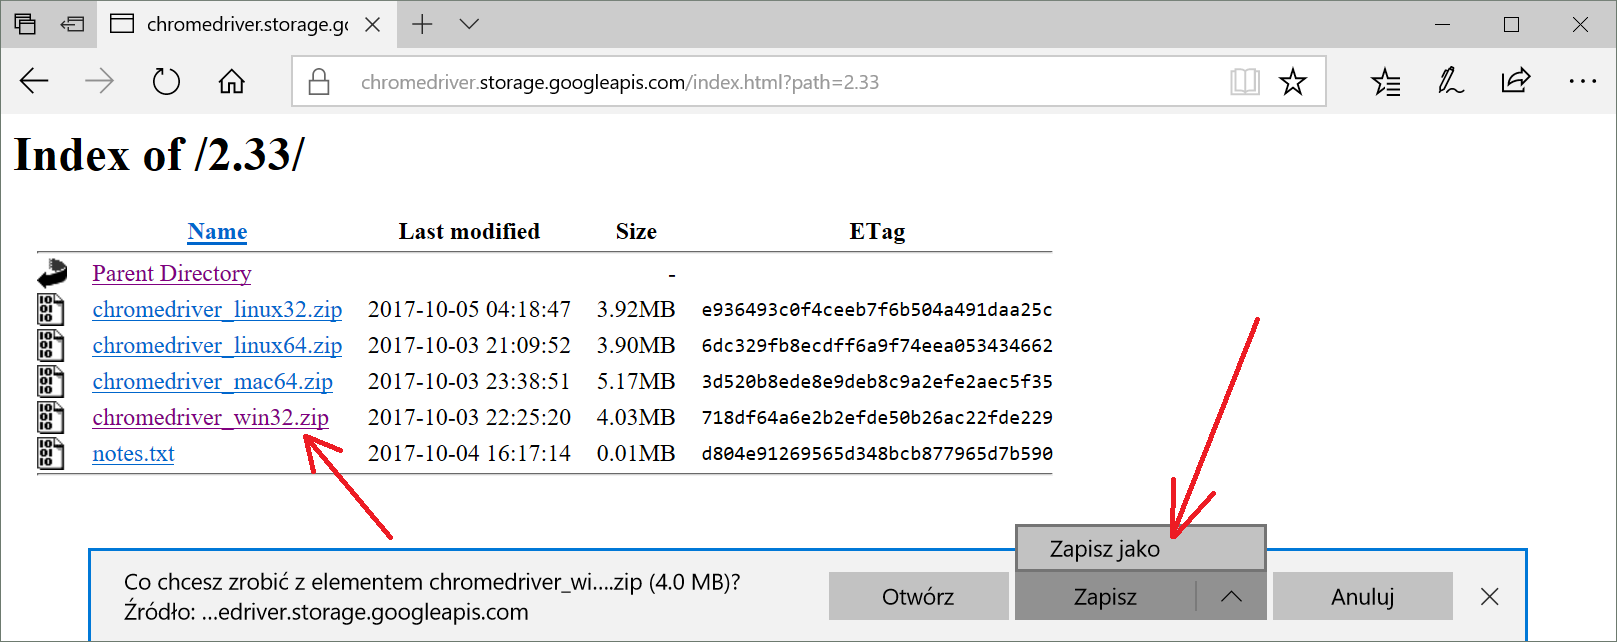 chromedriver.storage.gc
chromedriver.storage.googleapis.com/index.html?path=2.33
Index of /2.33/
Name Last modified Size ETag
Parent Directory -
chromedriver_linux32.zip 2017-10-05 04:18:47 3.92MB e936493c0f4ceeb7f6b504a491daa25c
chromedriver_linux64.zip 2017-10-03 21:09:52 3.90MB 6dc329fb8ecdff6a9f74eea053434662
chromedriver_mac64.zip 2017-10-03 23:38:51 5.17MB 3d520b8ede8e9deb8c9a2efe2aec5f35
chromedriver_win32.zip 2017-10-03 22:25:20 4.03MB 718df64a6e2b2efde50b26ac22fde229
notes.txt 2017-10-04 16:17:14 0.01MB d804e91269565d348bcb877965d7b590
Zapisz jako
Co chcesz zrobić z elementem chromedriver_wi....zip (4.0 MB)?
Źródło: ...edriver.storage.googleapis.com
Otwórz Zapisz Anuluj